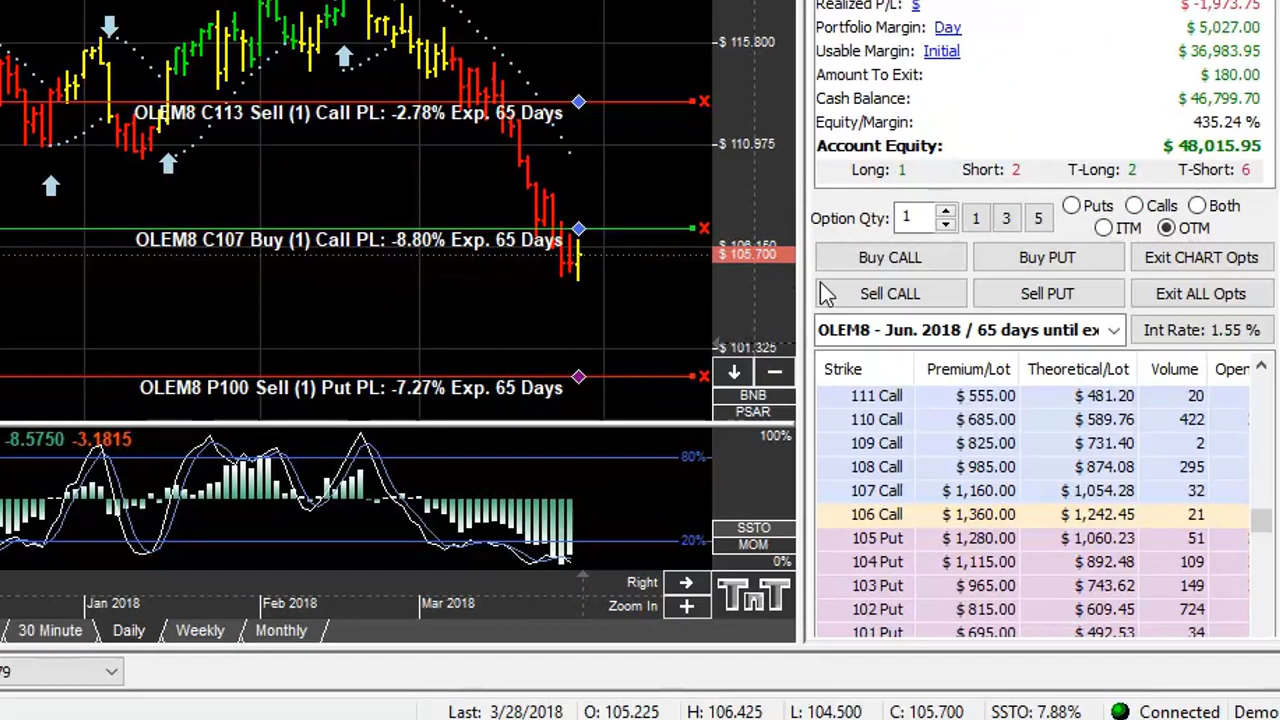 Realized P/L: $ $ -1,973.75
Portfolio Margin: Day $ 5,027.00
Usable Margin: Initial $ 36,983.95
Amount To Exit: $ 180.00
Cash Balance: $ 46,799.70
Equity/Margin: 435.24 %
Account Equity: $ 48,015.95
Long: 1 Short: 2 T-Long: 2 T-Short: 6
Option Qty: 1 1 3 5 Puts Calls Both
ITM OTM
Buy CALL Buy PUT Exit CHART Opts
Sell CALL Sell PUT Exit ALL Opts
OLEM8 - Jun. 2018 / 65 days until ex Int Rate: 1.55 %
Strike Premium/Lot Theoretical/Lot Volume Open
111 Call $ 555.00 $ 481.20 20
110 Call $ 685.00 $ 589.76 422
109 Call $ 825.00 $ 731.40 2
108 Call $ 985.00 $ 874.08 295
107 Call $ 1,160.00 $ 1,054.28 32
106 Call $ 1,360.00 $ 1,242.45 21
105 Put $ 1,280.00 $ 1,060.23 51
104 Put $ 1,115.00 $ 892.48 109
103 Put $ 965.00 $ 743.62 149
102 Put $ 815.00 $ 609.45 724
101 Put $ 695.00 $ 492.53 34
$ 115.800
OLEM8 C113 Sell (1) Call PL: -2.78% Exp. 65 Days
$ 110.975
OLEM8 C107 Buy (1) Call PL: -8.80% Exp. 65 Days
$ 106.150
$ 105.700
$ 101.325
OLEM8 P100 Sell (1) Put PL: -7.27% Exp. 65 Days
BNB
PSAR
-8.5750 -3.1815
100%
80%
SSTO
20%
MOM
0%
Right
Zoom In
TnT
Jan 2018 Feb 2018 Mar 2018
30 Minute Daily Weekly Monthly
79
Last: 3/28/2018 O: 105.225 H: 106.425 L: 104.500 C: 105.700 SSTO: 7.88% Connected Demo